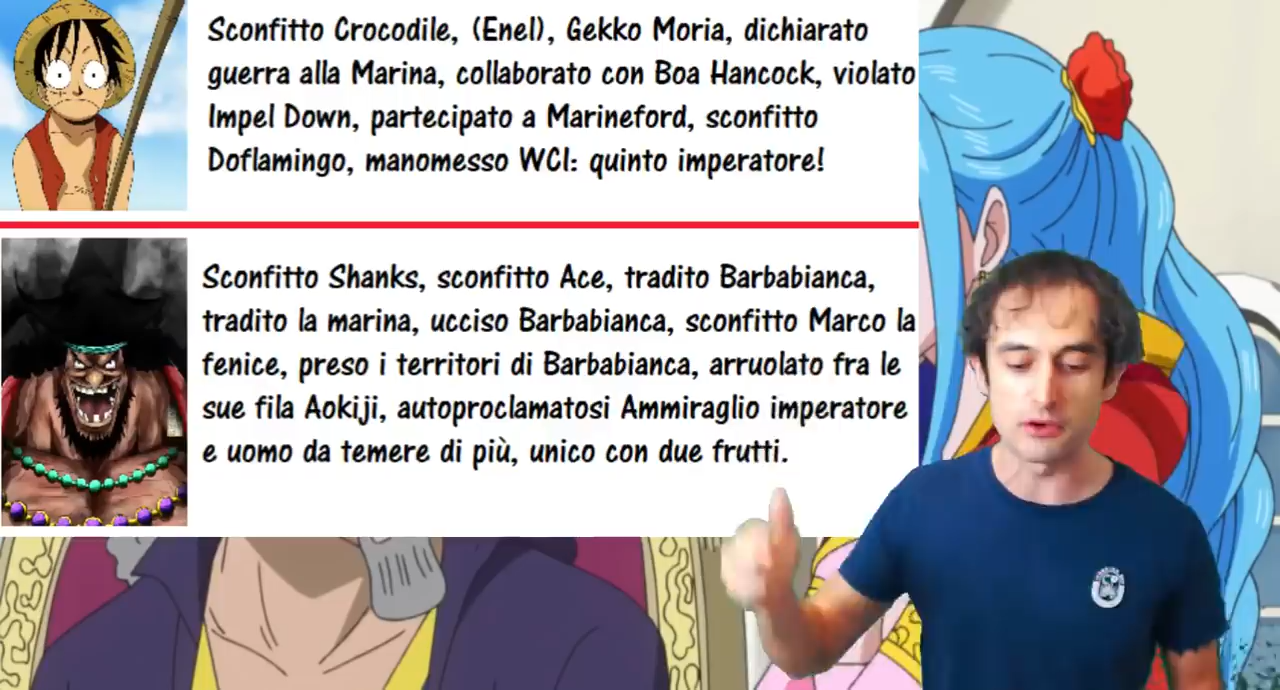 Sconfitto Crocodile, (Enel), Gekko Moria, dichiarato
guerra alla Marina, collaborato con Boa Hancock, violato
Impel Down, partecipato a Marineford, sconfitto
Doflamingo, manomesso WCI: quinto imperatore!
Sconfitto Shanks, sconfitto Ace, tradito Barbabianca,
tradito la marina, ucciso Barbabianca, sconfitto Marco la
fenice, preso i territori di Barbabianca, arruolato fra le
sue fila Aokiji, autoproclamatosi Ammiraglio imperatore
e uomo da temere di più, unico con due frutti.